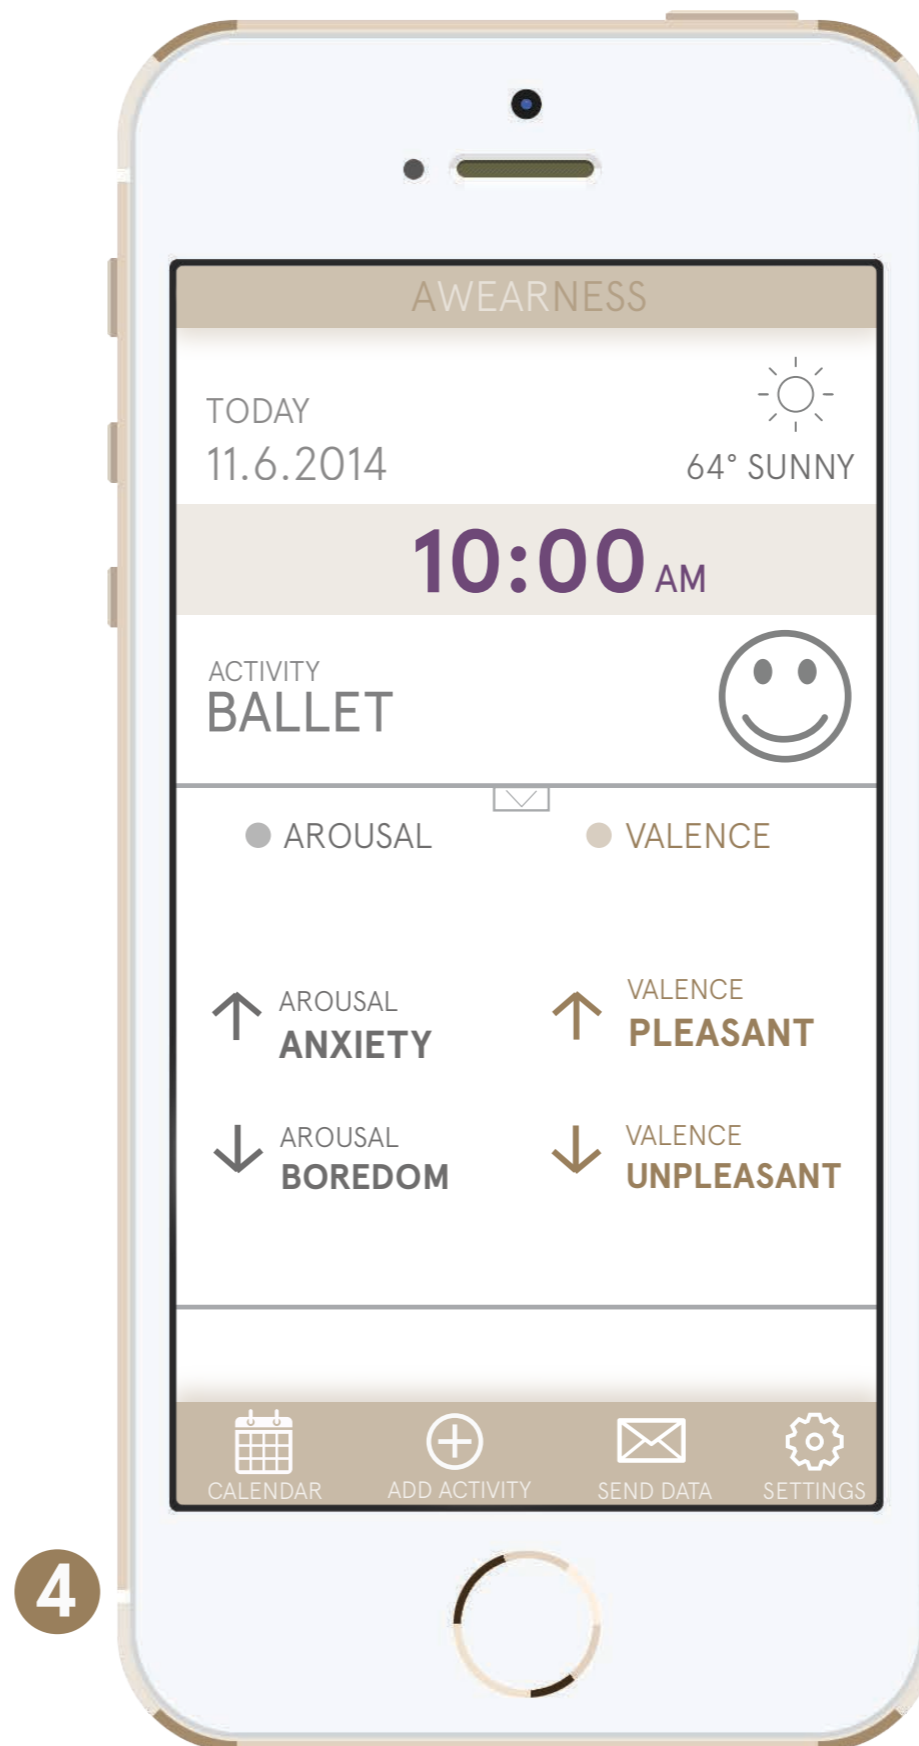 AWEARNESS
TODAY
11.6.2014
64° SUNNY
10:00 AM
ACTIVITY
BALLET
AROUSAL
VALENCE
AROUSAL
ANXIETY
VALENCE
PLEASANT
AROUSAL
BOREDOM
VALENCE
UNPLEASANT
CALENDAR
ADD ACTIVITY
SEND DATA
SETTINGS
4